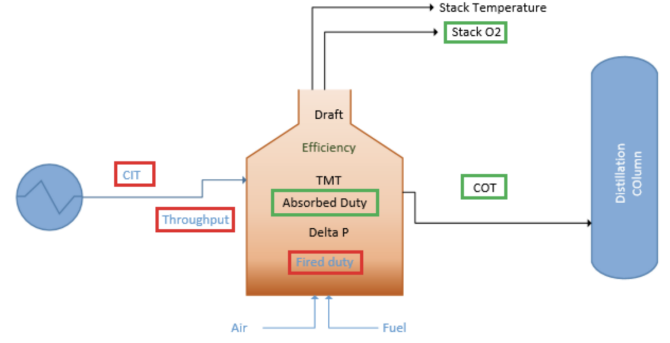 Stack Temperature
Stack O2
Draft
Efficiency
CIT
TMT
Absorbed Duty
COT
Throughput
Delta P
Fired duty
Distillation
COlumn
Air
Fuel